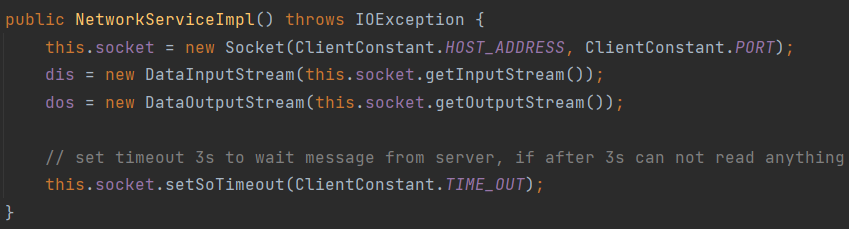 public NetworkServiceImpl() throws IOException {
this.socket = new Socket(ClientConstant.HOST_ADDRESS, ClientConstant.PORT);
dis = new DataInputStream(this.socket.getInputStream());
dos = new DataOutputStream(this.socket.getOutputStream());
// set timeout 3s to wait message from server, if after 3s can not read anything
this.socket.setSoTimeout(ClientConstant.TIME_OUT);
}